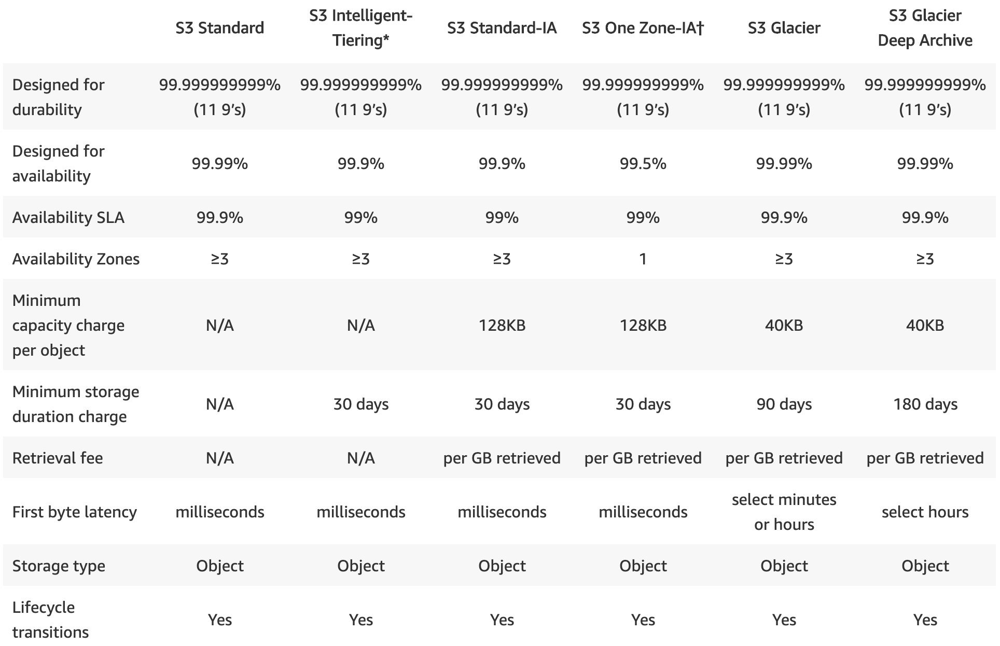 S3 Standard S3 Intelligent-Tiering* S3 Standard-IA S3 One Zone-IA† S3 Glacier S3 Glacier Deep Archive
Designed for durability 99.999999999% (11 9’s) 99.999999999% (11 9’s) 99.999999999% (11 9’s) 99.999999999% (11 9’s) 99.999999999% (11 9’s) 99.999999999% (11 9’s)
Designed for availability 99.99% 99.9% 99.9% 99.5% 99.99% 99.99%
Availability SLA 99.9% 99% 99% 99% 99.9% 99.9%
Availability Zones ≥3 ≥3 ≥3 1 ≥3 ≥3
Minimum capacity charge per object N/A N/A 128KB 128KB 40KB 40KB
Minimum storage duration charge N/A 30 days 30 days 30 days 90 days 180 days
Retrieval fee N/A N/A per GB retrieved per GB retrieved per GB retrieved per GB retrieved
First byte latency milliseconds milliseconds milliseconds milliseconds select minutes or hours select hours
Storage type Object Object Object Object Object Object
Lifecycle transitions Yes Yes Yes Yes Yes Yes